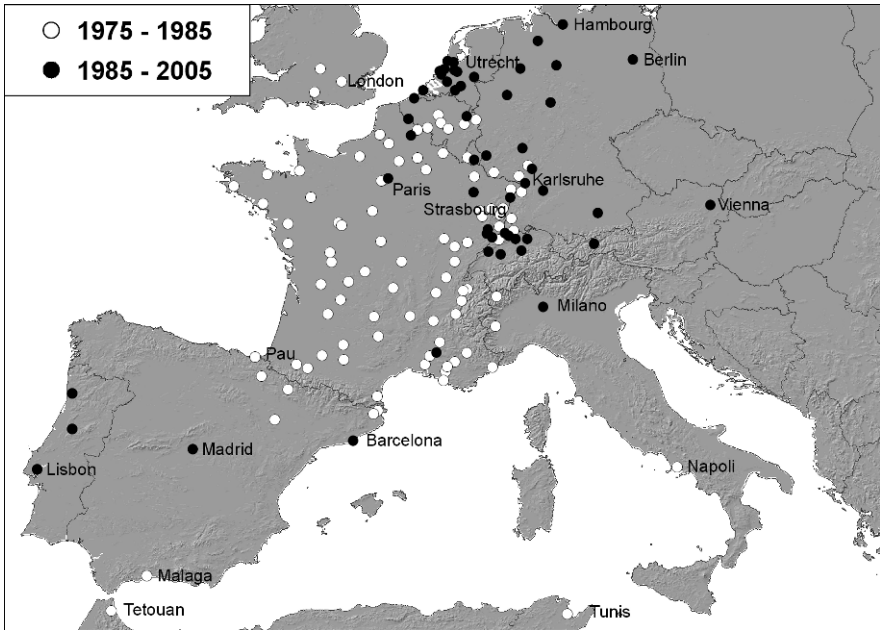 1975 - 1985
1985 - 2005
Hambourg
Utrecht
Berlin
London
Paris
Karlsruhe
Strasbourg
Vienna
Milano
Pau
Madrid
Barcelona
Lisbon
Napoli
Malaga
Tetouan
Tunis